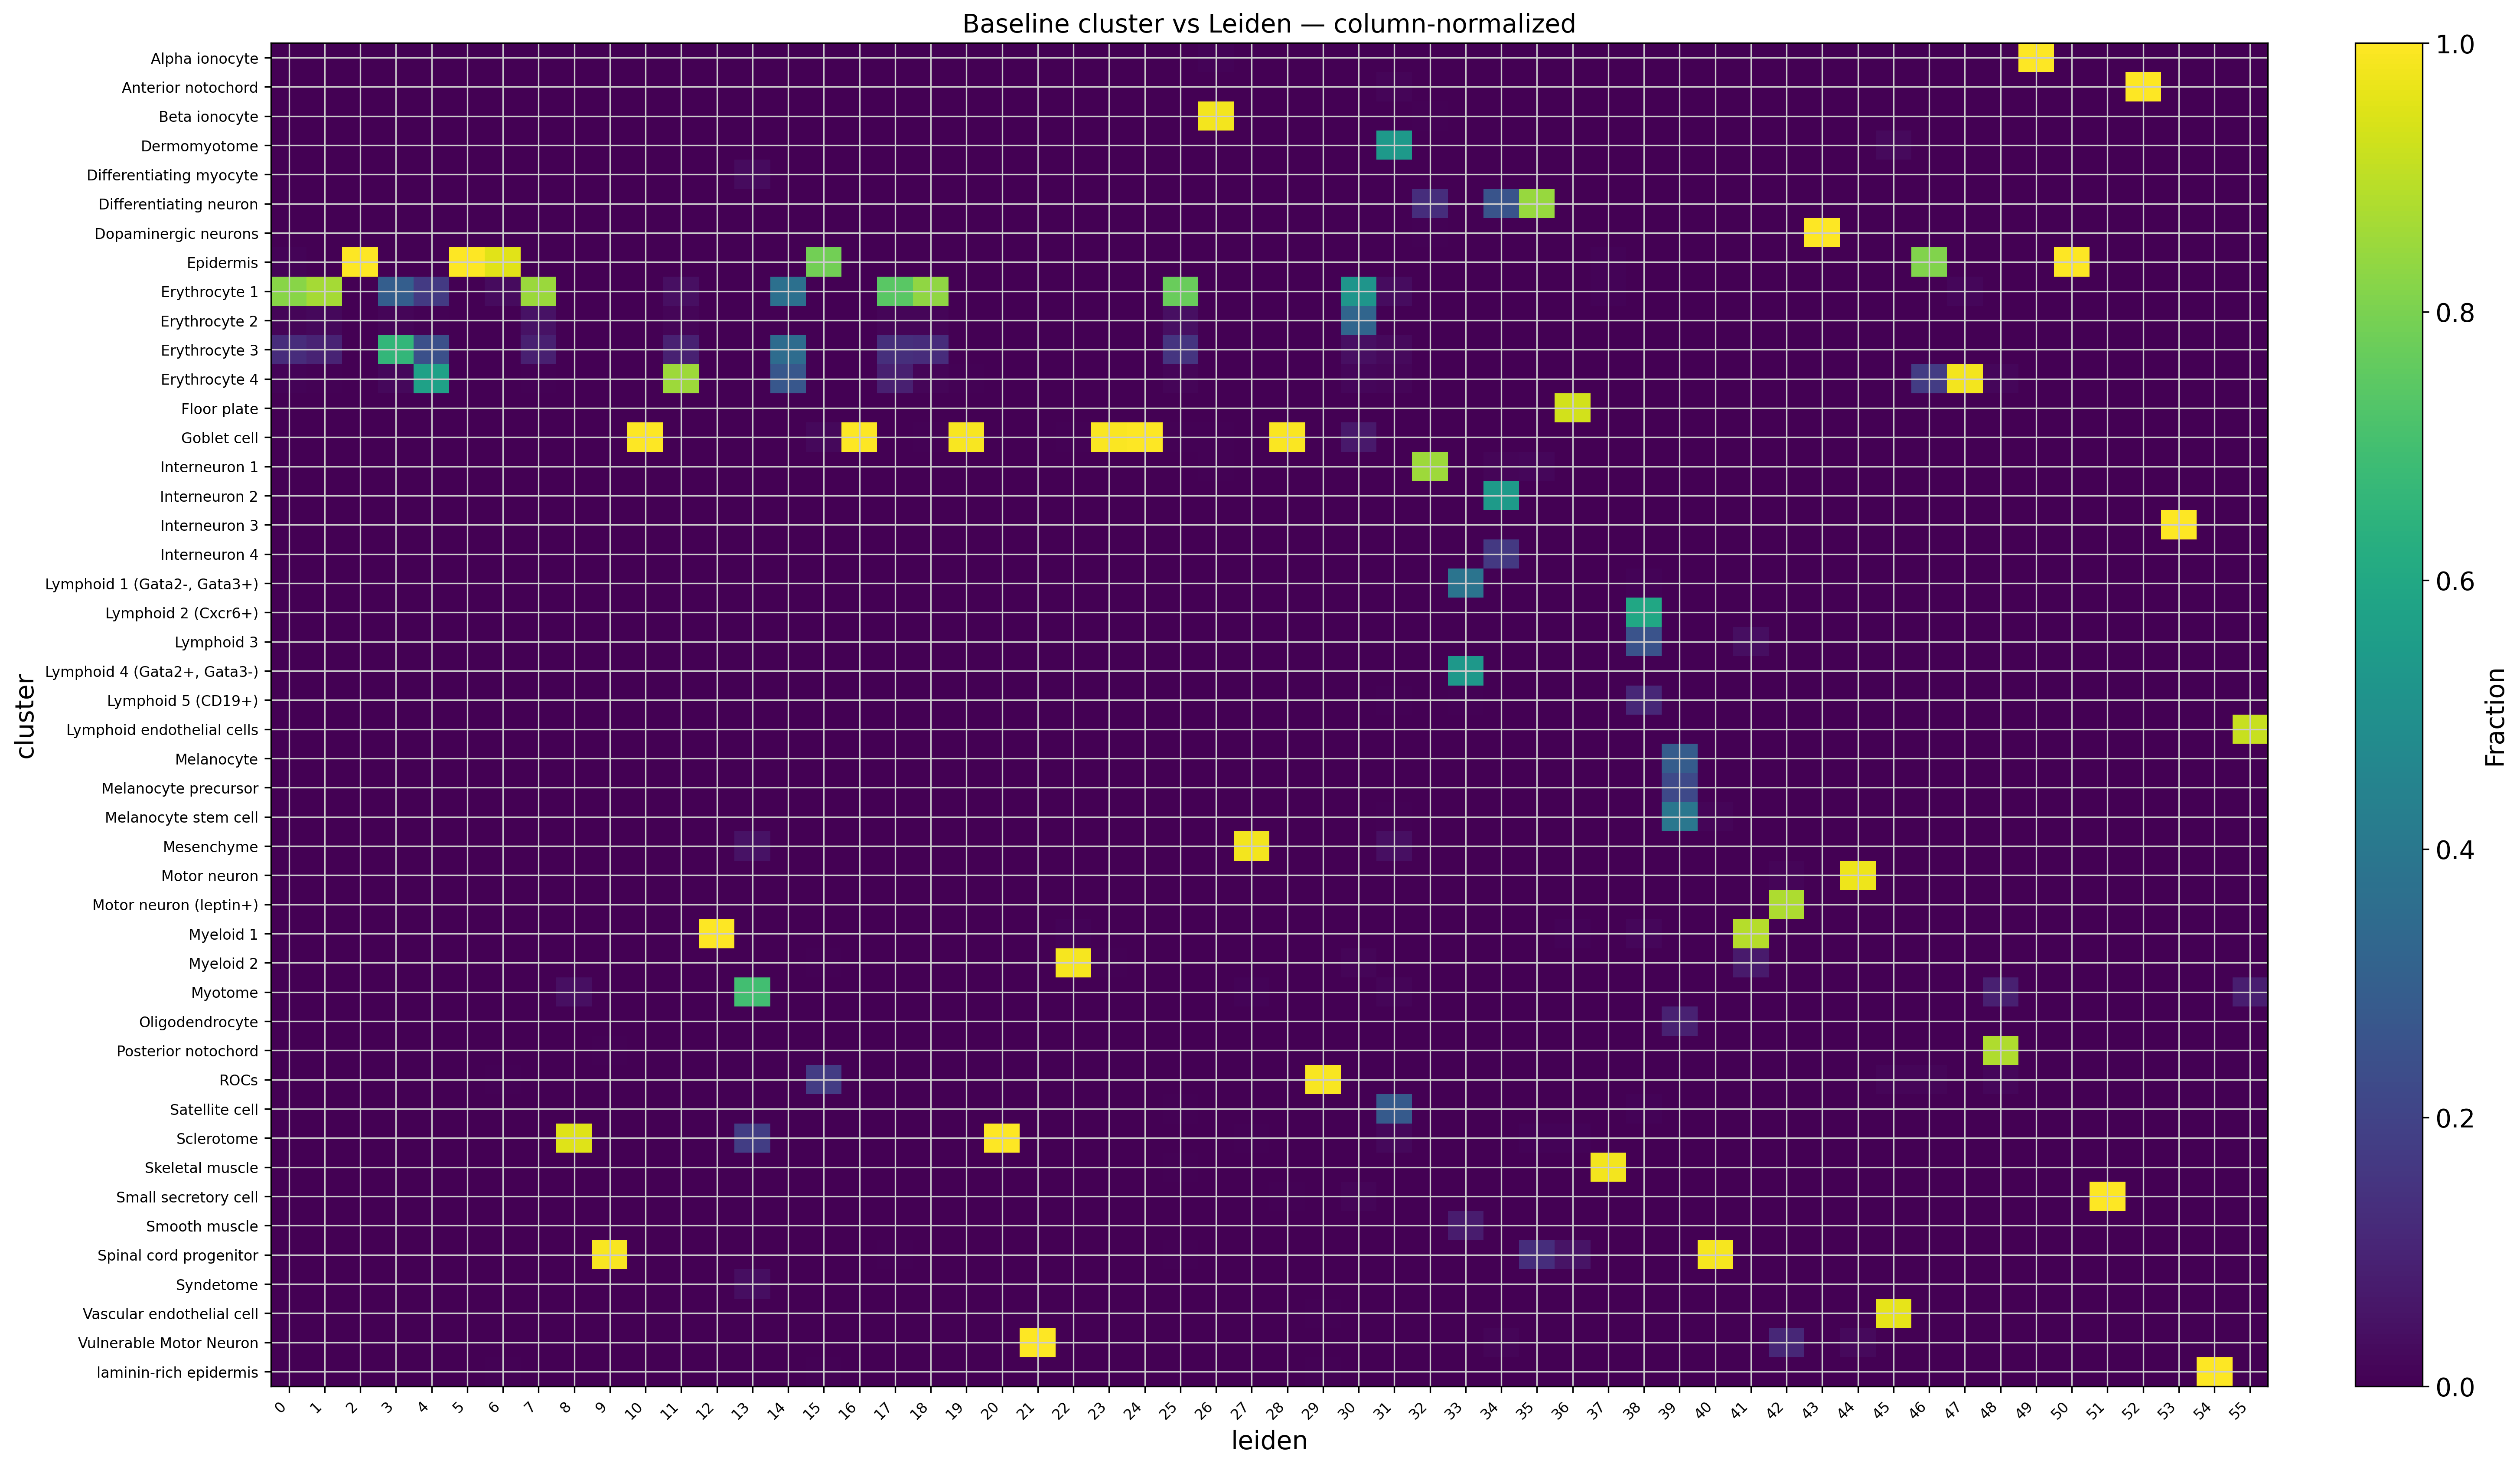 Baseline cluster vs Leiden — column-normalized
cluster
Alpha ionocyte
Anterior notochord
Beta ionocyte
Dermomyotome
Differentiating myocyte
Differentiating neuron
Dopaminergic neurons
Epidermis
Erythrocyte 1
Erythrocyte 2
Erythrocyte 3
Erythrocyte 4
Floor plate
Goblet cell
Interneuron 1
Interneuron 2
Interneuron 3
Interneuron 4
Lymphoid 1 (Gata2-, Gata3+)
Lymphoid 2 (Cxcr6+)
Lymphoid 3
Lymphoid 4 (Gata2+, Gata3-)
Lymphoid 5 (CD19+)
Lymphoid endothelial cells
Melanocyte
Melanocyte precursor
Melanocyte stem cell
Mesenchyme
Motor neuron
Motor neuron (leptin+)
Myeloid 1
Myeloid 2
Myotome
Oligodendrocyte
Posterior notochord
ROCs
Satellite cell
Sclerotome
Skeletal muscle
Small secretory cell
Smooth muscle
Spinal cord progenitor
Syndetome
Vascular endothelial cell
Vulnerable Motor Neuron
laminin-rich epidermis
0 1 2 3 4 5 6 7 8 9 10 11 12 13 14 15 16 17 18 19 20 21 22 23 24 25 26 27 28 29 30 31 32 33 34 35 36 37 38 39 40 41 42 43 44 45 46 47 48 49 50 51 52 53 54 55
leiden
1.0
0.8
0.6
0.4
0.2
0.0
Fraction